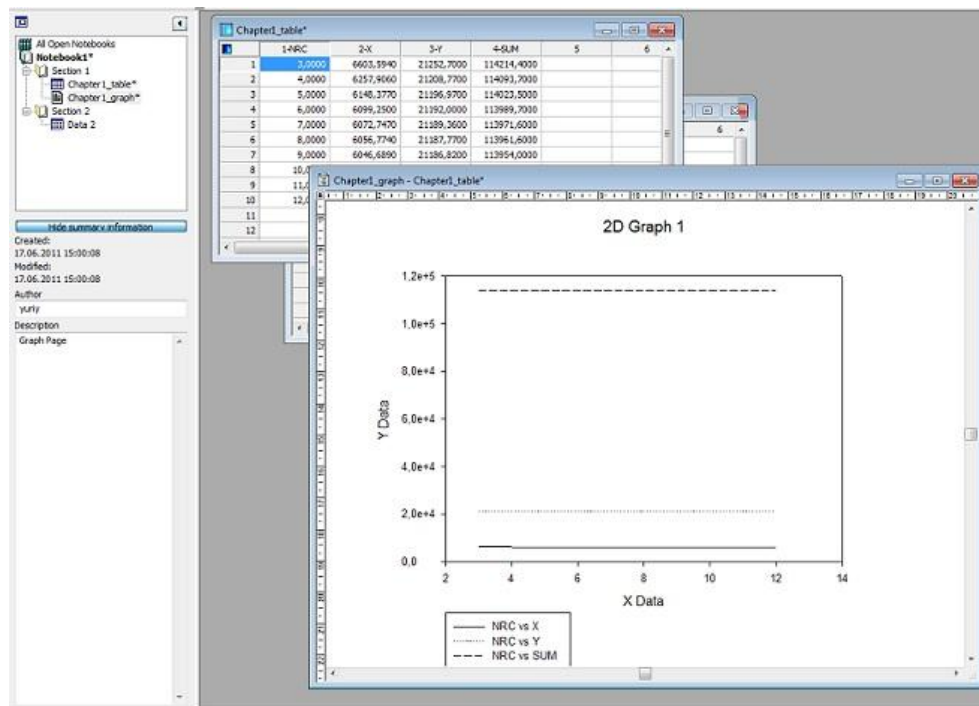 All Open Notebooks
Notebook1*
Section 1
Chapter1_table*
Chapter1_graph*
Section 2
Data 2
Hide summary information
Created:
17.06.2011 15:00:08
Modified:
17.06.2011 15:00:08
Author
yuriy
Description
Graph Page
Chapter1_table*
1-NRC 2-X 3-Y 4-SUM 5 6
1 3,0000 6603,5940 21252,7000 114214,4000
2 4,0000 6257,9060 21208,7700 114093,7000
3 5,0000 6148,3770 21196,9700 114023,5000
4 6,0000 6099,2500 21192,0000 113989,7000
5 7,0000 6072,7470 21189,3600 113971,6000
6 8,0000 6056,7740 21187,7700 113961,6000
7 9,0000 6046,6890 21186,8200 113954,0000
8 10,0
9 11,0
10 12,0
11
12
6
Chapter1_graph - Chapter1_table*
2D Graph 1
1,2e+5
1,0e+5
8,0e+4
6,0e+4
4,0e+4
2,0e+4
0,0
Y Data
2 4 6 8 10 12 14
X Data
NRC vs X
NRC vs Y
NRC vs SUM